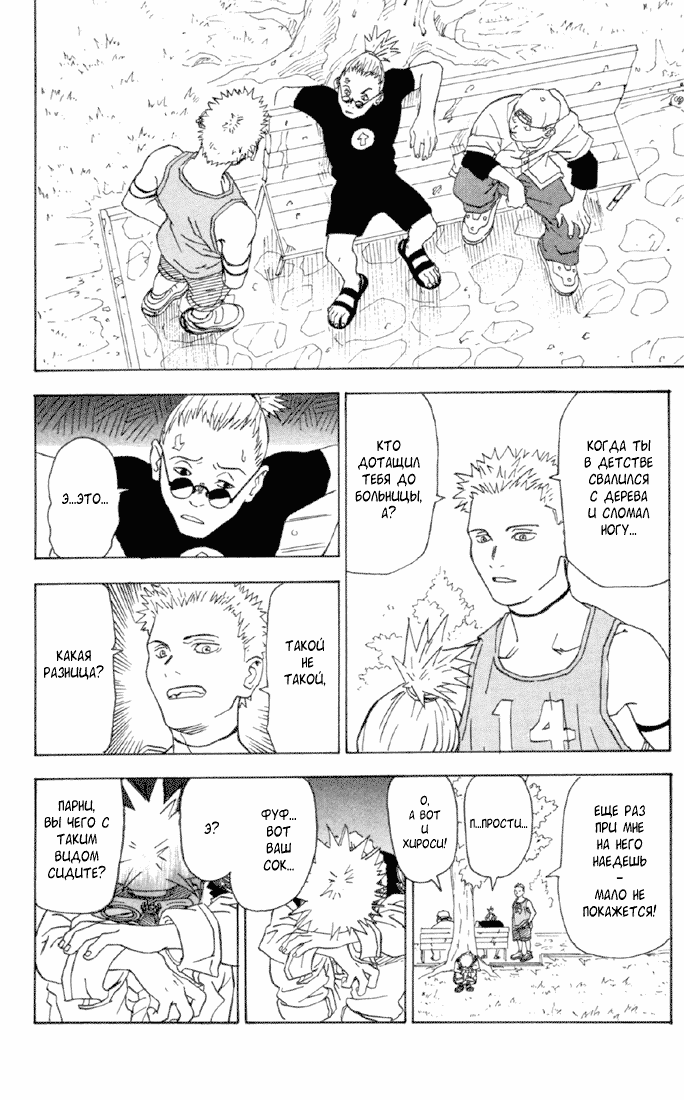 КОГДА ТЫ
В ДЕТСТВЕ
СВАЛИЛСЯ
С ДЕРЕВА
И СЛОМАЛ
НОГУ...
КТО
ДОТАЩИЛ
ТЕБЯ ДО
БОЛЬНИЦЫ,
А?
14
Э...ЭТО...
ТАКОЙ
НЕ
ТАКОЙ,
КАКАЯ
РАЗНИЦА?
ЕЩЕ РАЗ
ПРИ МНЕ
НА НЕГО
НАЕДЕШЬ
–
МАЛО НЕ
ПОКАЖЕТСЯ!
П...ПРОСТИ...
О,
А ВОТ
И
ХИРОСИ!
ФУФ...
ВОТ
ВАШ
СОК...
Э?
ПАРНИ,
ВЫ ЧЕГО С
ТАКИМ
ВИДОМ
СИДИТЕ?